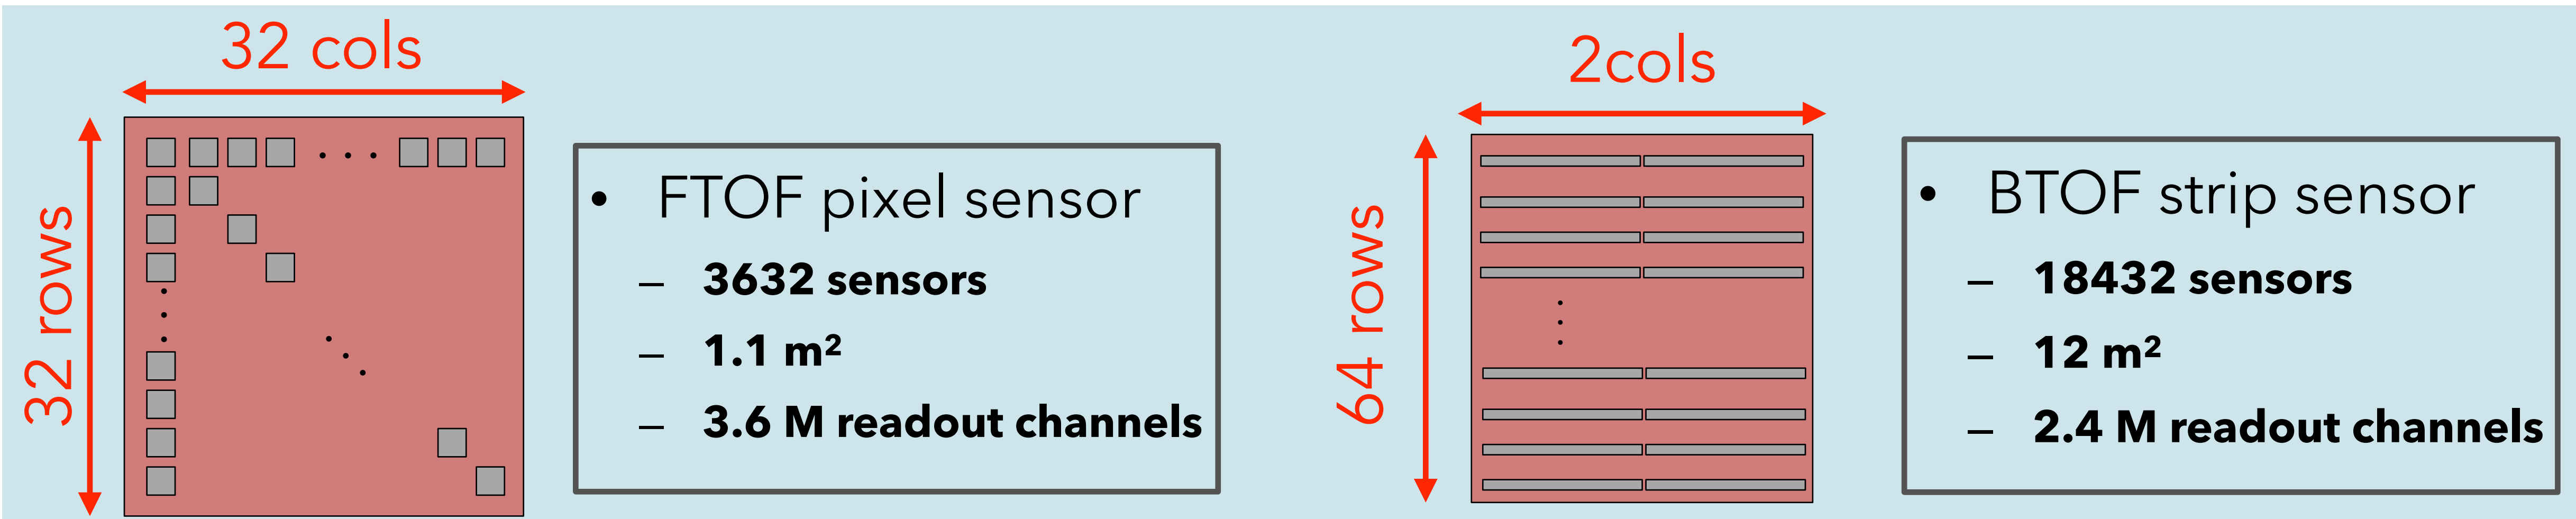 32 cols
32 rows
• FTOF pixel sensor
– 3632 sensors
– 1.1 m²
– 3.6 M readout channels
2cols
64 rows
• BTOF strip sensor
– 18432 sensors
– 12 m²
– 2.4 M readout channels